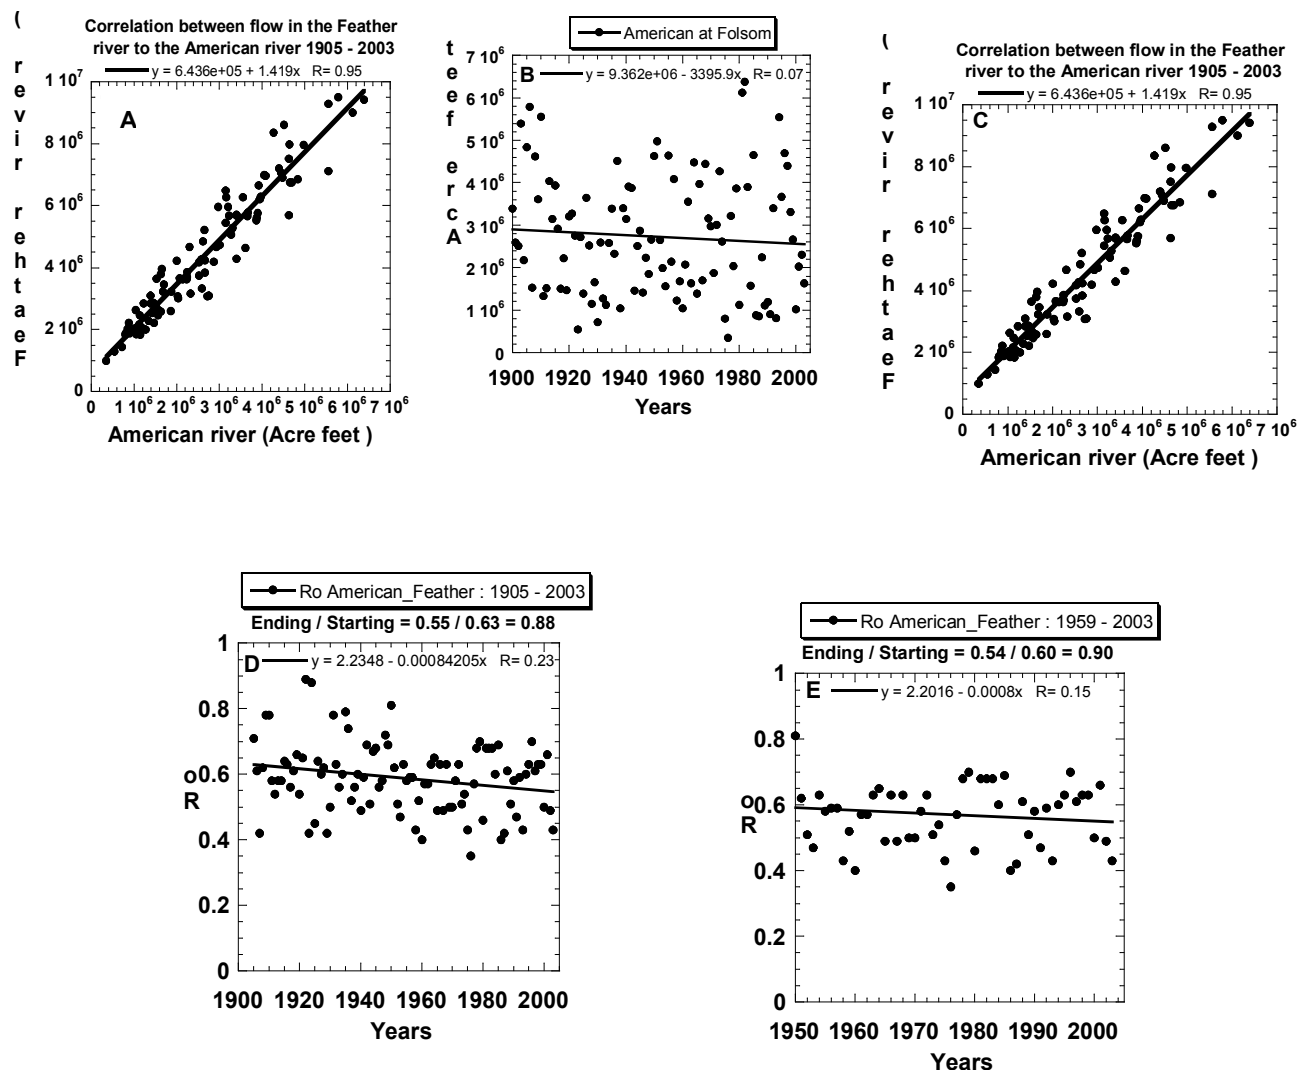 (
r
e
v
i
r
r
e
h
t
a
e
F
Correlation between flow in the Feather
river to the American river 1905 - 2003
y = 6.436e+05 + 1.419x R= 0.95
A
1 10⁷
8 10⁶
6 10⁶
4 10⁶
2 10⁶
0
0 1 10⁶ 2 10⁶ 3 10⁶ 4 10⁶ 5 10⁶ 6 10⁶ 7 10⁶
American river (Acre feet )
t
e
e
f
e
r
c
A
American at Folsom
B y = 9.362e+06 - 3395.9x R= 0.07
7 10⁶
6 10⁶
5 10⁶
4 10⁶
3 10⁶
2 10⁶
1 10⁶
0
1900 1920 1940 1960 1980 2000
Years
(
r
e
v
i
r
r
e
h
t
a
e
F
Correlation between flow in the Feather
river to the American river 1905 - 2003
y = 6.436e+05 + 1.419x R= 0.95
C
1 10⁷
8 10⁶
6 10⁶
4 10⁶
2 10⁶
0
0 1 10⁶ 2 10⁶ 3 10⁶ 4 10⁶ 5 10⁶ 6 10⁶ 7 10⁶
American river (Acre feet )
Ro American_Feather : 1905 - 2003
Ending / Starting = 0.55 / 0.63 = 0.88
D y = 2.2348 - 0.00084205x R= 0.23
1
0.8
0.6
0.4
0.2
0
o
R
1900 1920 1940 1960 1980 2000
Years
Ro American_Feather : 1959 - 2003
Ending / Starting = 0.54 / 0.60 = 0.90
E y = 2.2016 - 0.0008x R= 0.15
1
0.8
0.6
0.4
0.2
0
o
R
1950 1960 1970 1980 1990 2000
Years